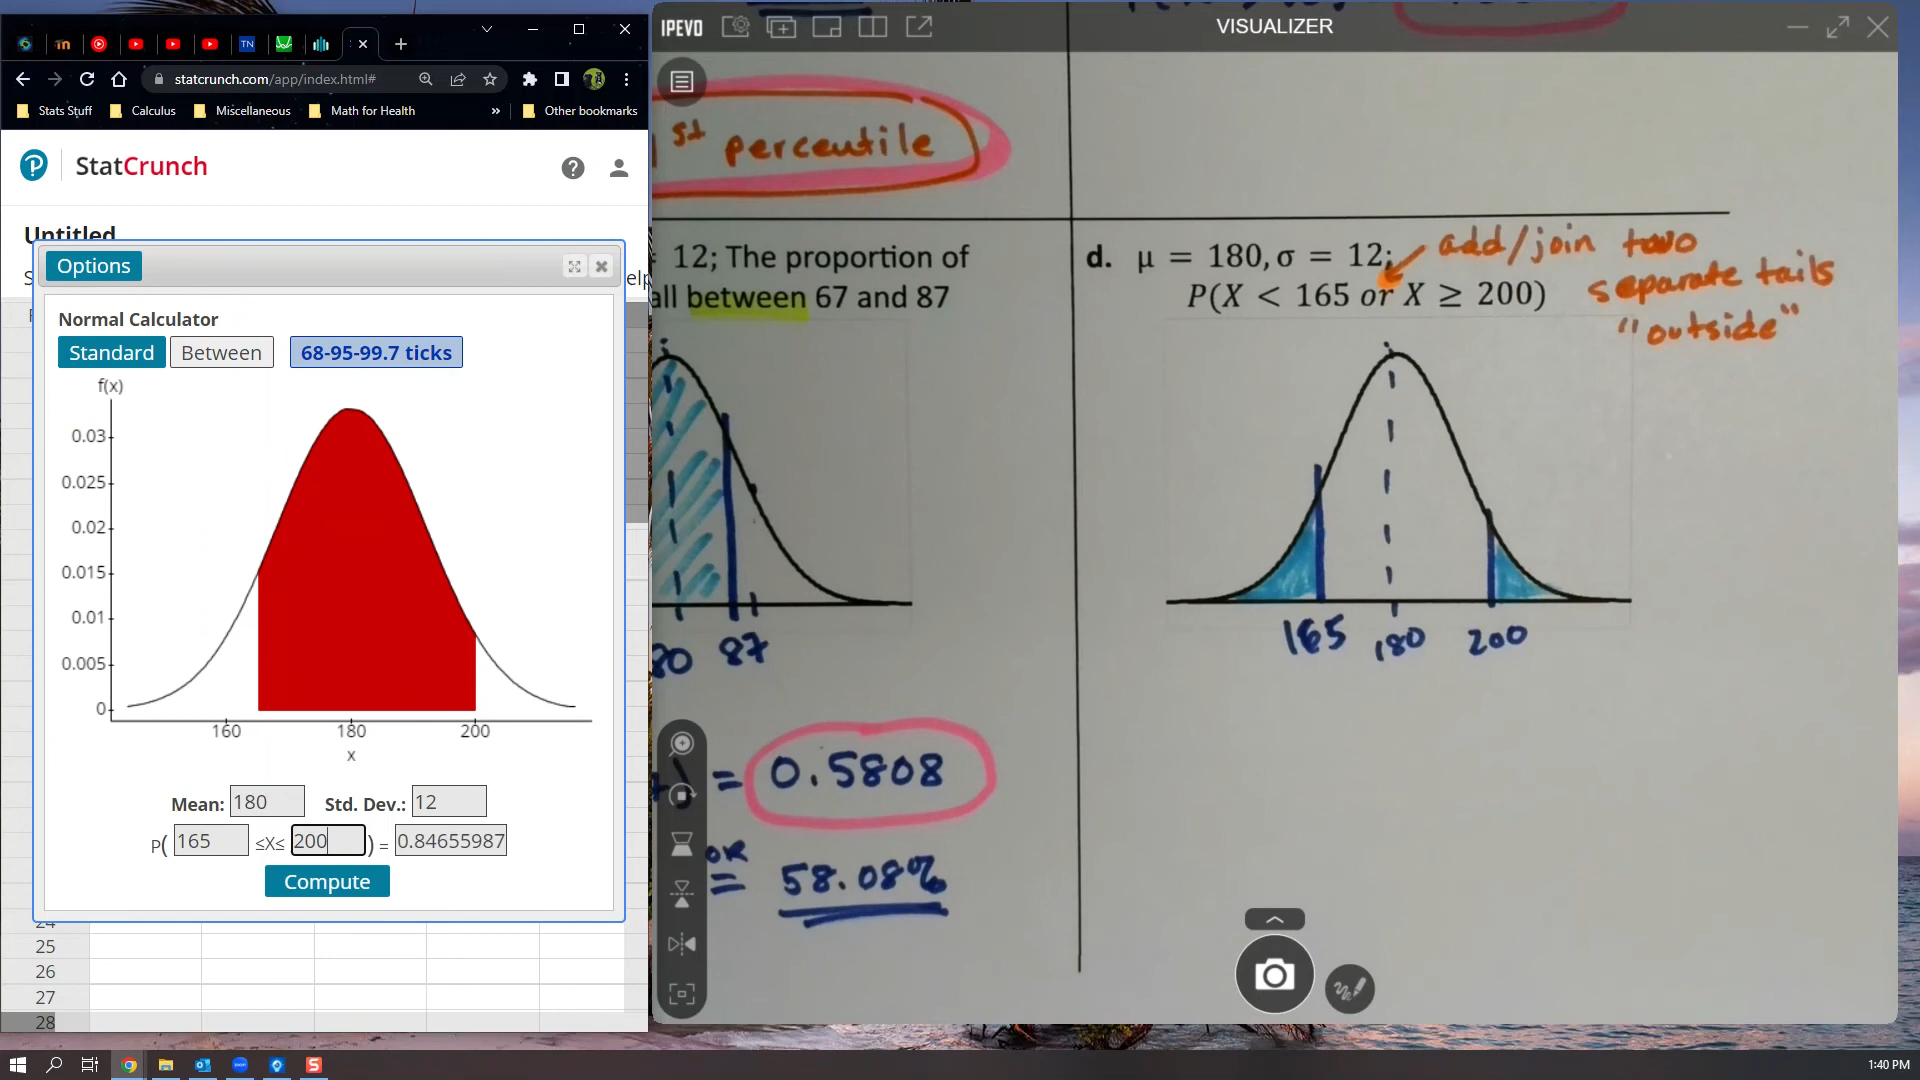 statcrunch.com/app/index.html#
Stats Stuff
Calculus
Miscellaneous
Math for Health
»
Other bookmarks
StatCrunch
Untitled
Options
Normal Calculator
Standard
Between
68-95-99.7 ticks
f(x)
0.03
0.025
0.02
0.015
0.01
0.005
0
160
180
200
x
Mean: 180 Std. Dev.: 12
P( 165 ≤X≤ 200 ) = 0.84655987
Compute
24
25
26
27
28
IPEVO
VISUALIZER
st percentile
12; The proportion of
all between 67 and 87
80 87
= 0.5808
OR
= 58.08%
d. μ = 180, σ = 12;
P(X < 165 or X ≥ 200)
add/join two
separate tails
"outside"
165 180 200
1:40 PM